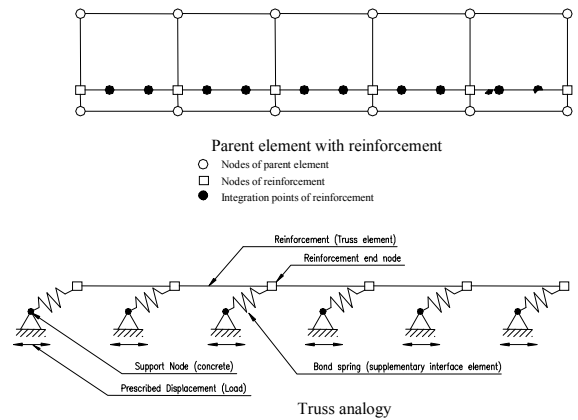 Parent element with reinforcement
Nodes of parent element
Nodes of reinforcement
Integration points of reinforcement
Reinforcement (Truss element)
Reinforcement end node
Support Node (concrete)
Bond spring (supplementary interface element)
Prescribed Displacement (Load)
Truss analogy